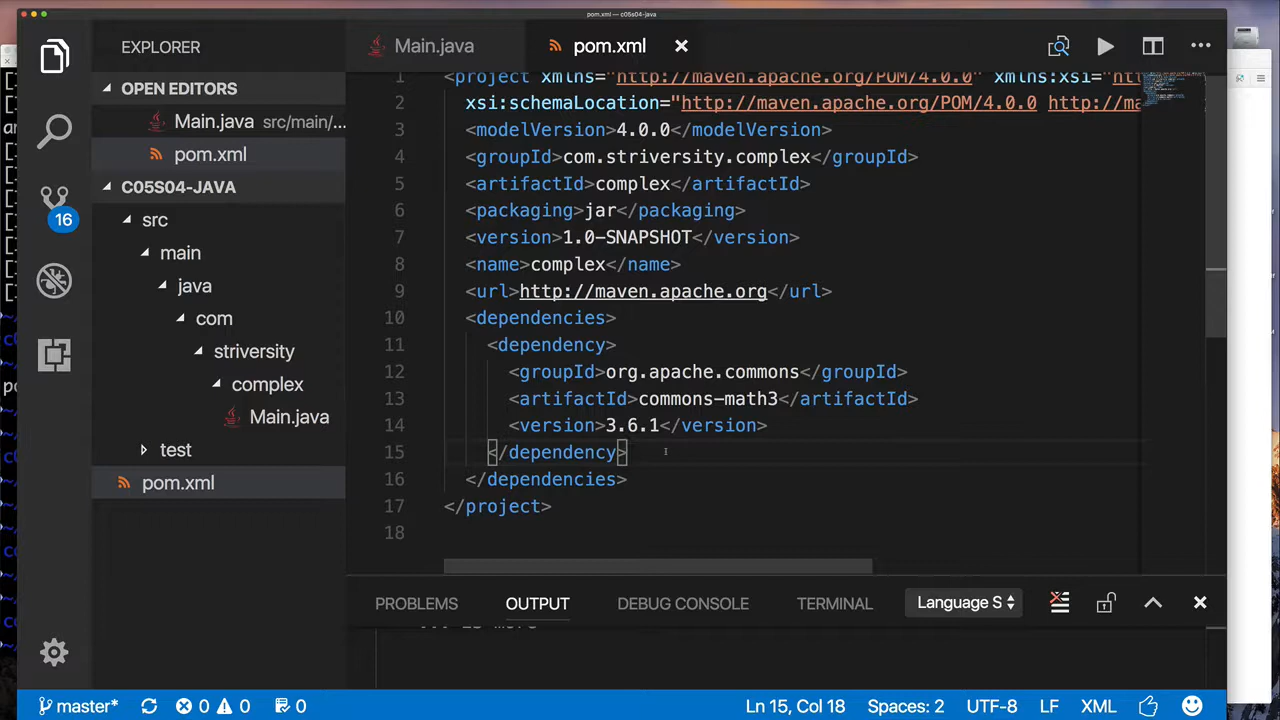 pom.xml — c05s04-java
EXPLORER
OPEN EDITORS
Main.java src/main/...
pom.xml
C05S04-JAVA
src
main
java
com
striversity
complex
Main.java
test
pom.xml
16
Main.java
pom.xml
1 <project xmlns="http://maven.apache.org/POM/4.0.0" xmlns:xsi="htt
2 xsi:schemaLocation="http://maven.apache.org/POM/4.0.0 http://ma
3 <modelVersion>4.0.0</modelVersion>
4 <groupId>com.striversity.complex</groupId>
5 <artifactId>complex</artifactId>
6 <packaging>jar</packaging>
7 <version>1.0-SNAPSHOT</version>
8 <name>complex</name>
9 <url>http://maven.apache.org</url>
10 <dependencies>
11 <dependency>
12 <groupId>org.apache.commons</groupId>
13 <artifactId>commons-math3</artifactId>
14 <version>3.6.1</version>
15 </dependency>
16 </dependencies>
17 </project>
18
PROBLEMS OUTPUT DEBUG CONSOLE TERMINAL Language S
master* 0 0 0 Ln 15, Col 18 Spaces: 2 UTF-8 LF XML